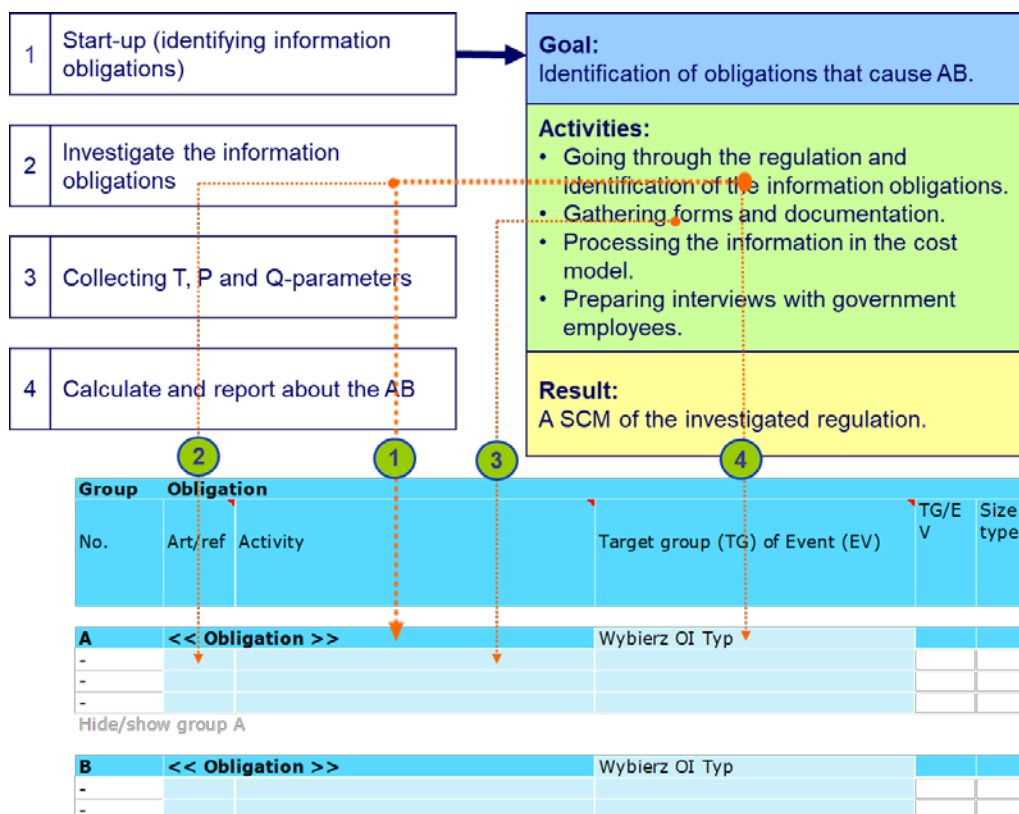 1
Start-up (identifying information
obligations)
2
Investigate the information
obligations
3
Collecting T, P and Q-parameters
4
Calculate and report about the AB
Goal:
Identification of obligations that cause AB.
Activities:
• Going through the regulation and
identification of the information obligations.
• Gathering forms and documentation.
• Processing the information in the cost
model.
• Preparing interviews with government
employees.
Result:
A SCM of the investigated regulation.
2
1
3
4
Group Obligation
No. Art/ref Activity Target group (TG) of Event (EV) TG/E
V Size
type
A << Obligation >> Wybierz OI Typ
-
-
-
Hide/show group A
B << Obligation >> Wybierz OI Typ
-
-